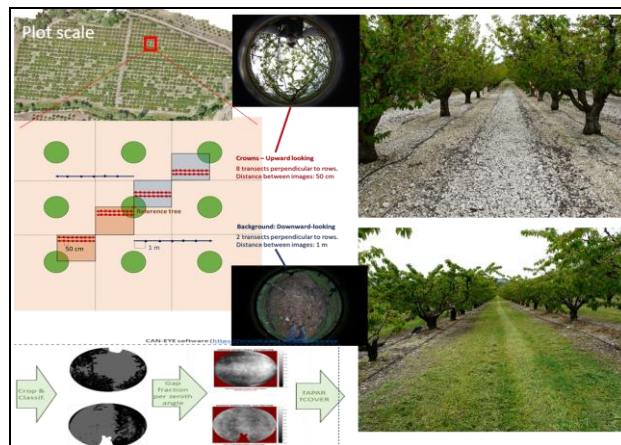 Plot scale
Crowns – Upward looking
8 transects perpendicular to rows.
Distance between images: 50 cm
Reference tree
Background: Downward-looking
2 transects perpendicular to rows.
Distance between images: 1 m
1 m
50 cm
CAN-EYE software
Crop &
Classif.
Gap
fraction
per zenith
angle
fAPAR
fCOVER